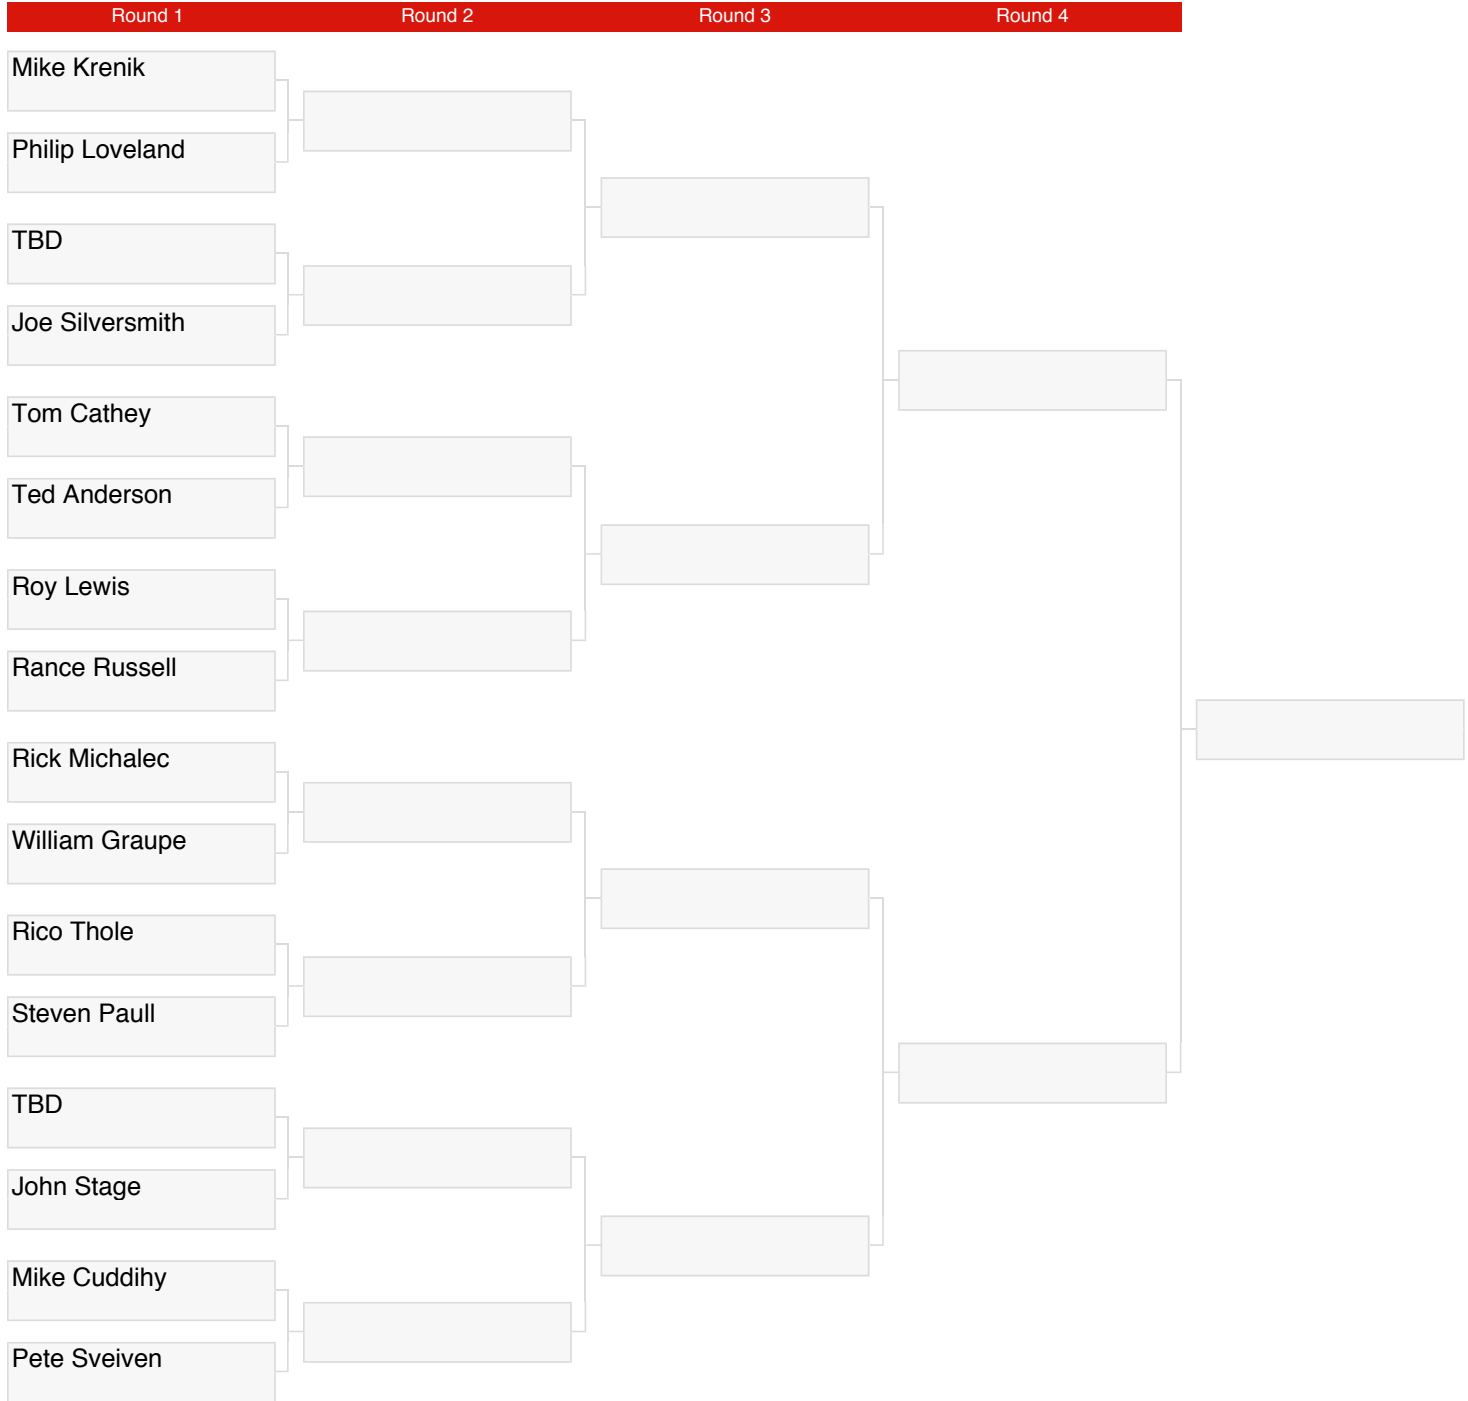 Round 1 Round 2 Round 3 Round 4
Mike Krenik
Philip Loveland
TBD
Joe Silversmith
Tom Cathey
Ted Anderson
Roy Lewis
Rance Russell
Rick Michalec
William Graupe
Rico Thole
Steven Paull
TBD
John Stage
Mike Cuddihy
Pete Sveiven